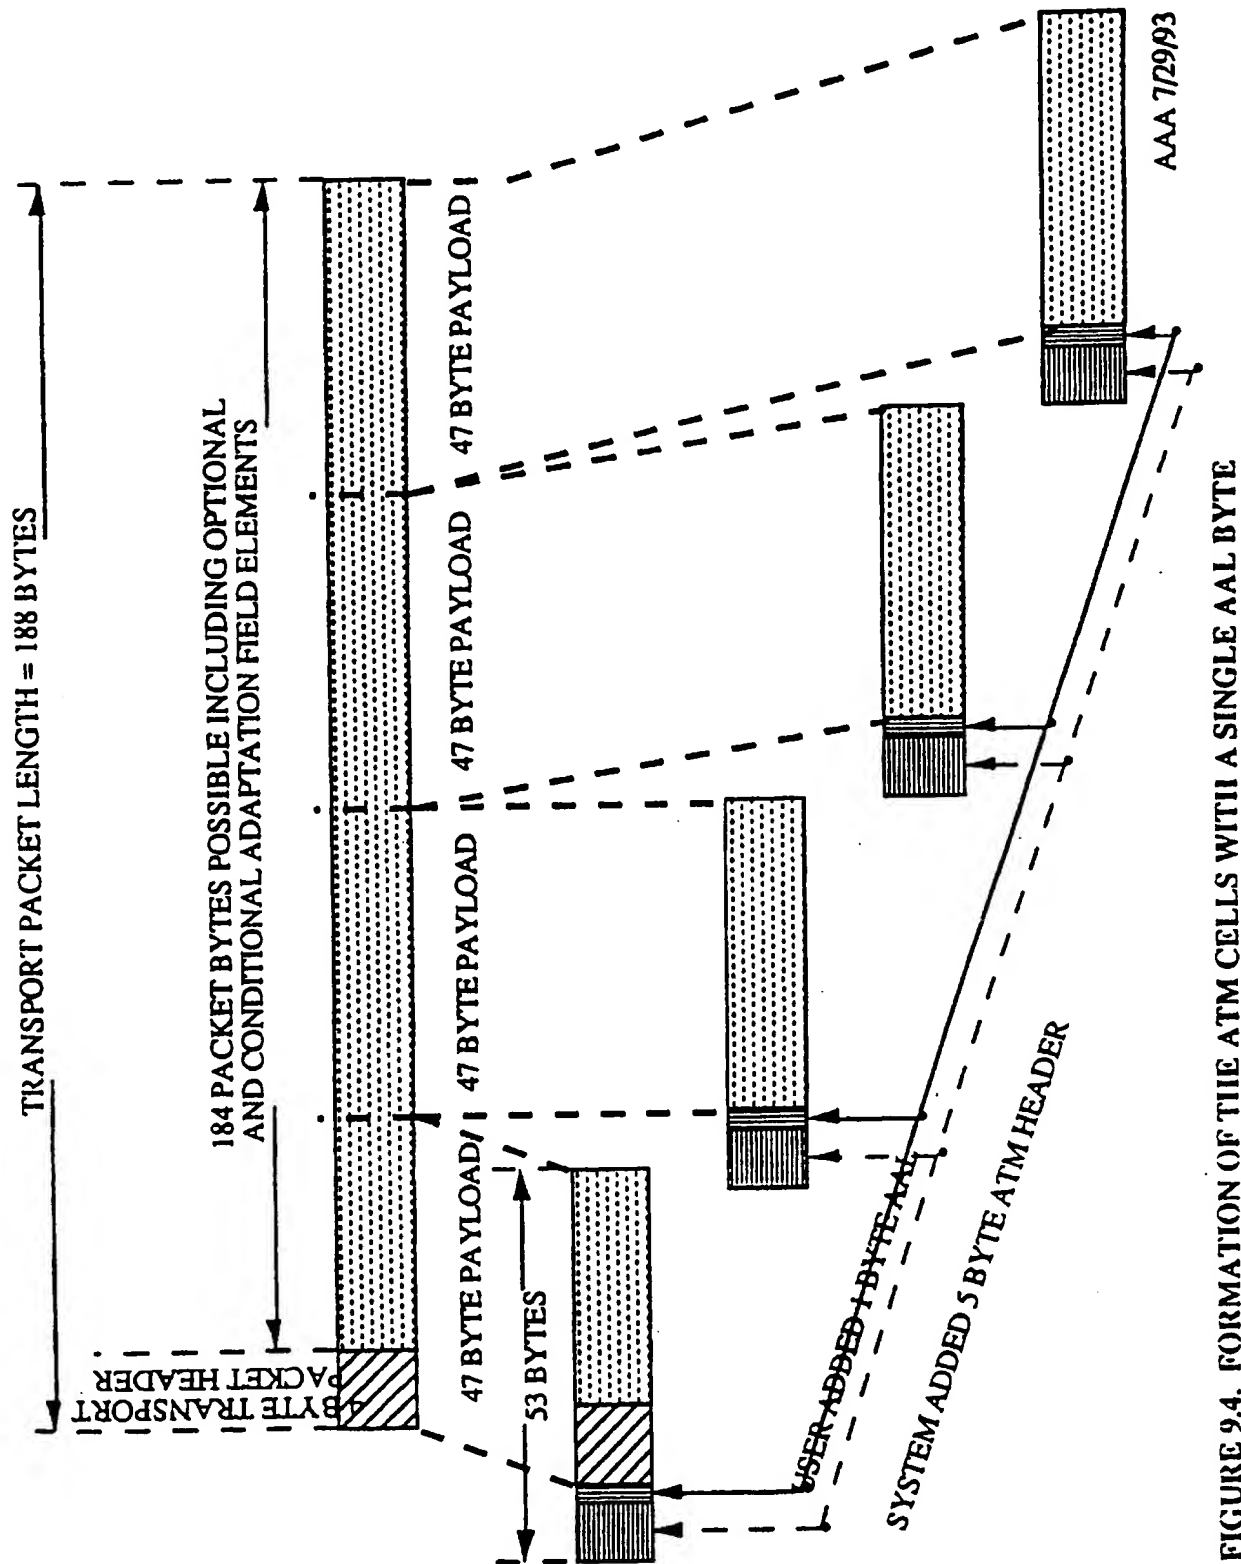 TRANSPORT PACKET LENGTH = 188 BYTES
184 PACKET BYTES POSSIBLE INCLUDING OPTIONAL
AND CONDITIONAL ADAPTATION FIELD ELEMENTS
4 BYTE TRANSPORT
PACKET HEADER
47 BYTE PAYLOAD
47 BYTE PAYLOAD
47 BYTE PAYLOAD
47 BYTE PAYLOAD
53 BYTES
USER ADDED 1 BYTE AAL
SYSTEM ADDED 5 BYTE ATM HEADER
AAA 7/29/93
FIGURE 9.4. FORMATION OF THE ATM CELLS WITH A SINGLE AAL BYTE